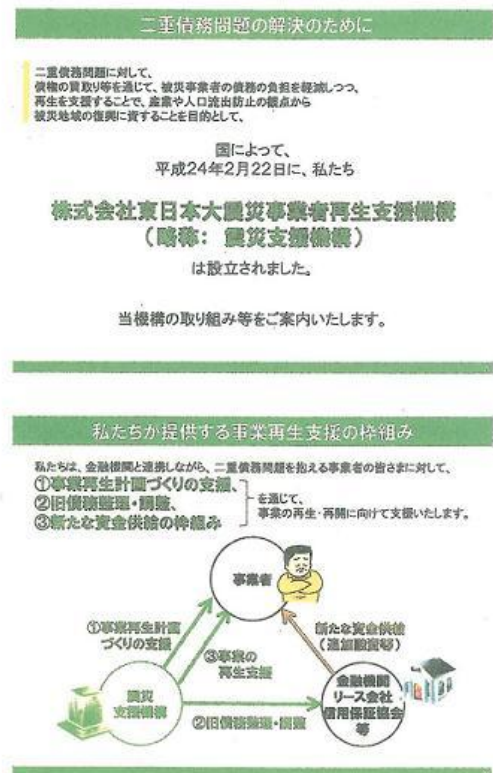 二重債務問題の解決のために
二重債務問題に対して、
債権の買取り等を通じて、被災事業者の債務の負担を軽減しつつ、
再生を支援することで、産業や人口流出防止の観点から
被災地域の復興に資することを目的として、
国によって、
平成24年2月22日に、私たち
株式会社東日本大震災事業者再生支援機構
（略称： 震災支援機構）
は設立されました。
当機構の取り組み等をご案内いたします。
私たちが提供する事業再生支援の枠組み
私たちは、金融機関と連携しながら、二重債務問題を抱える事業者の皆さまに対して、
①事業再生計画づくりの支援、
②旧債務整理・調整、
③新たな資金供給の枠組み
を通じて、
事業の再生・再開に向けて支援いたします。
事業者
①事業再生計画
づくりの支援
③事業の
再生支援
新たな資金供給
（追加融資等）
震災
支援機構
②旧債務整理・調整
金融機関
リース会社
信用保証協会
等